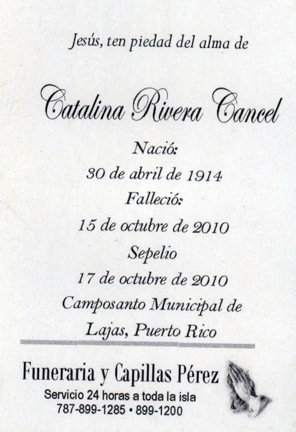 Jesús, ten piedad del alma de
Catalina Rivera Cancel
Nació:
30 de abril de 1914
Falleció:
15 de octubre de 2010
Sepelio
17 de octubre de 2010
Camposanto Municipal de
Lajas, Puerto Rico
Funeraria y Capillas Pérez
Servicio 24 horas a toda la isla
787-899-1285 • 899-1200